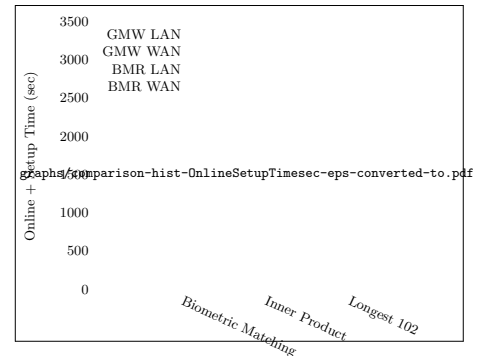 3500
GMW LAN
GMW WAN
3000
BMR LAN
BMR WAN
2500
2000
1500
graphs/comparison-hist-OnlineSetupTimesec-eps-converted-to.pdf
1000
500
0
Online + Setup Time (sec)
Biometric Matching
Inner Product
Longest 102